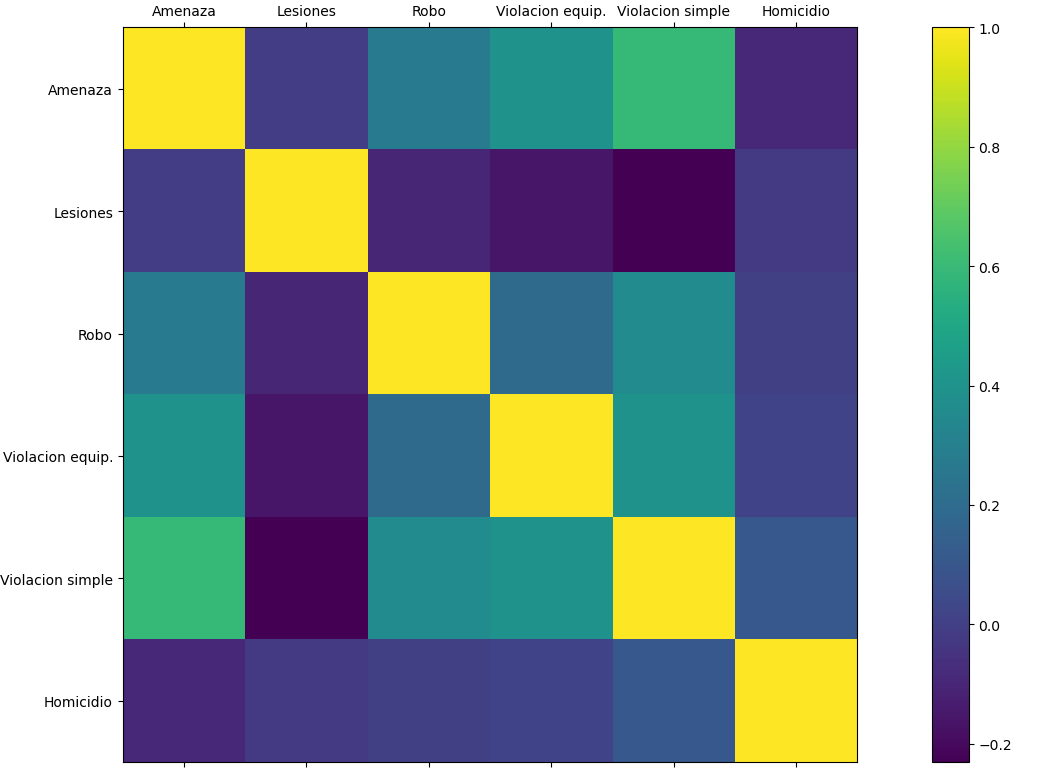 Amenaza Lesiones Robo Violacion equip. Violacion simple Homicidio
Amenaza
Lesiones
Robo
Violacion equip.
Violacion simple
Homicidio
1.0
0.8
0.6
0.4
0.2
0.0
−0.2